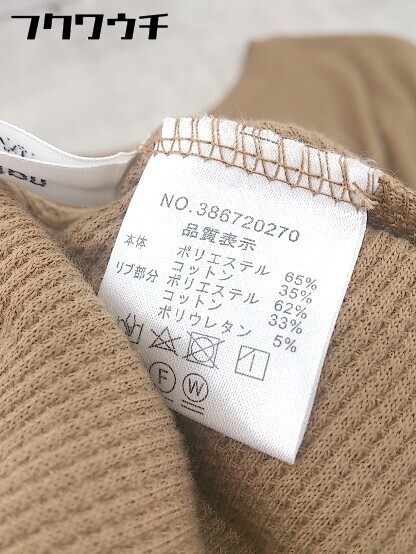 フクワウチ
NO.386720270
品質表示
本体 ポリエステル 65%
コットン 35%
リブ部分 ポリエステル 62%
コットン 33%
ポリウレタン 5%
F W